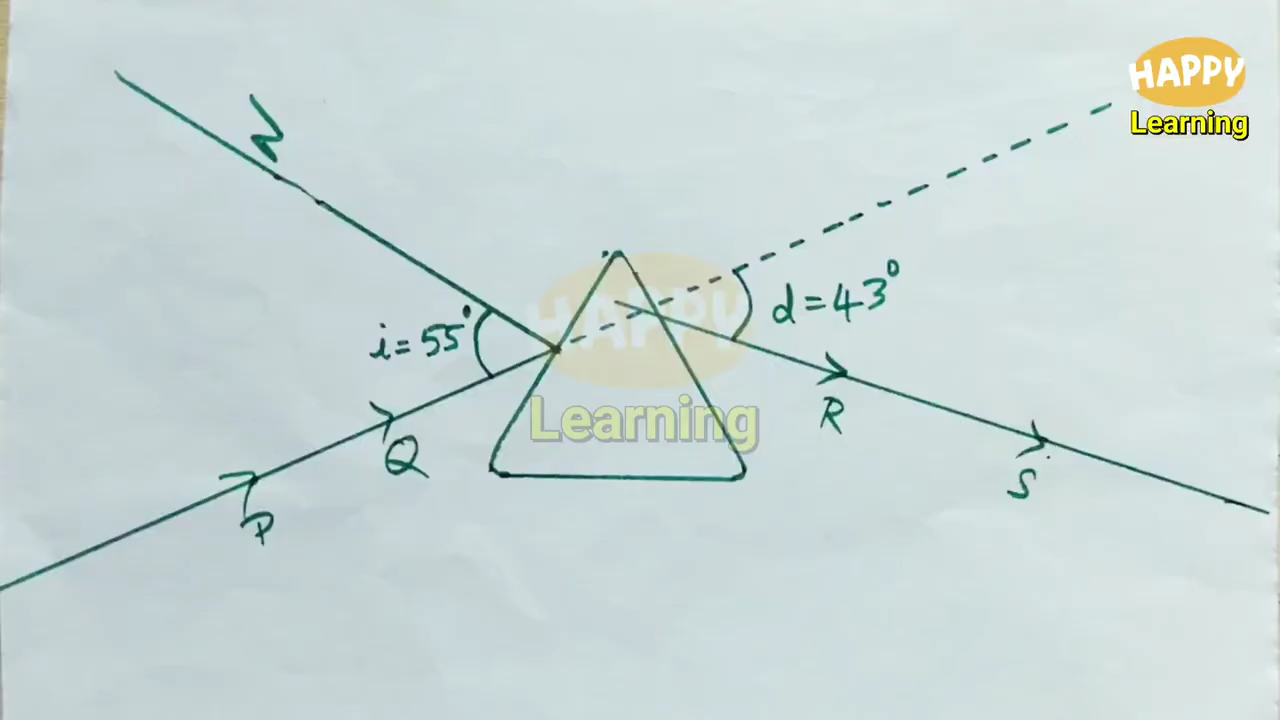 HAPPY
Learning
N
i=55°
d=43°
HAPPY
Learning
Q
R
P
S